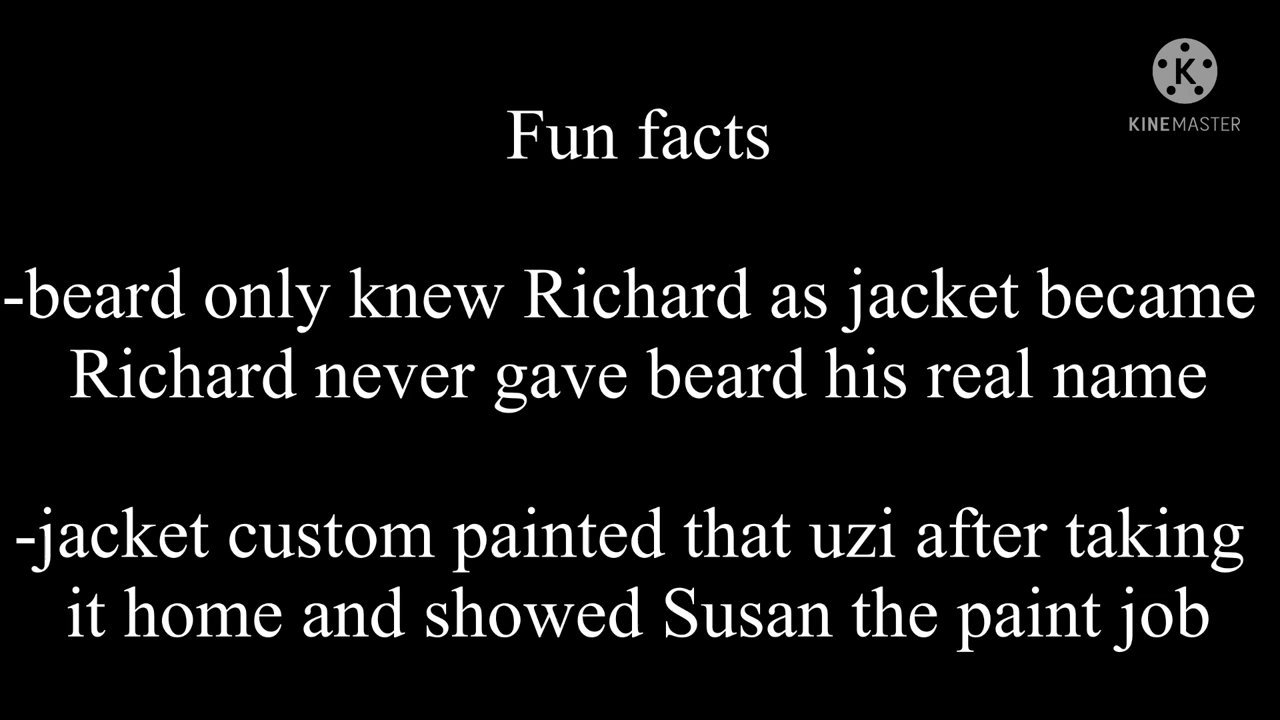 K
KINEMASTER
Fun facts
-beard only knew Richard as jacket became
Richard never gave beard his real name
-jacket custom painted that uzi after taking
it home and showed Susan the paint job